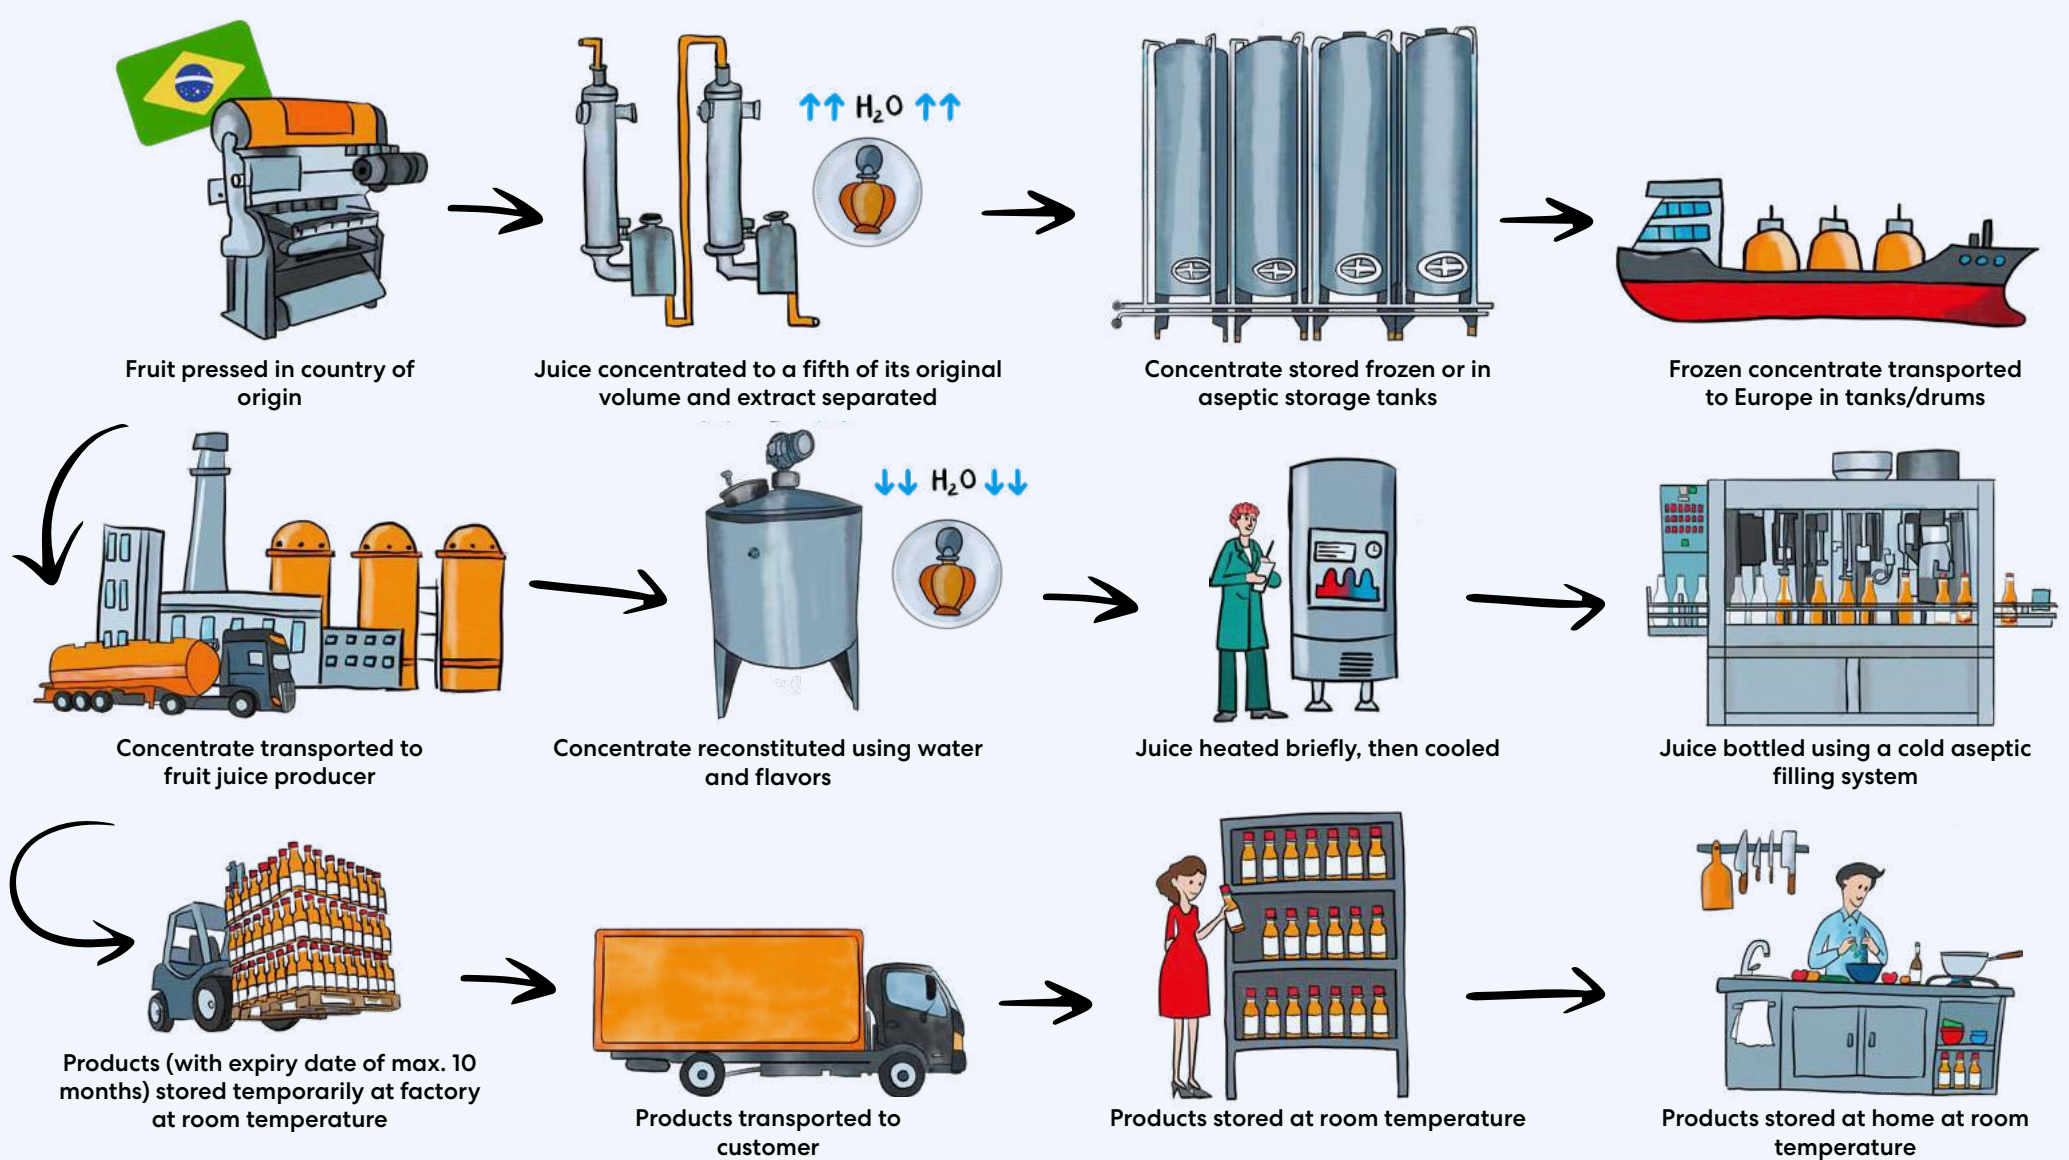 ↑↑ H₂O ↑↑
Fruit pressed in country of
origin
Juice concentrated to a fifth of its original
volume and extract separated
Concentrate stored frozen or in
aseptic storage tanks
Frozen concentrate transported
to Europe in tanks/drums
↓↓ H₂O ↓↓
Concentrate transported to
fruit juice producer
Concentrate reconstituted using water
and flavors
Juice heated briefly, then cooled
Juice bottled using a cold aseptic
filling system
Products (with expiry date of max. 10
months) stored temporarily at factory
at room temperature
Products transported to
customer
Products stored at room temperature
Products stored at home at room
temperature